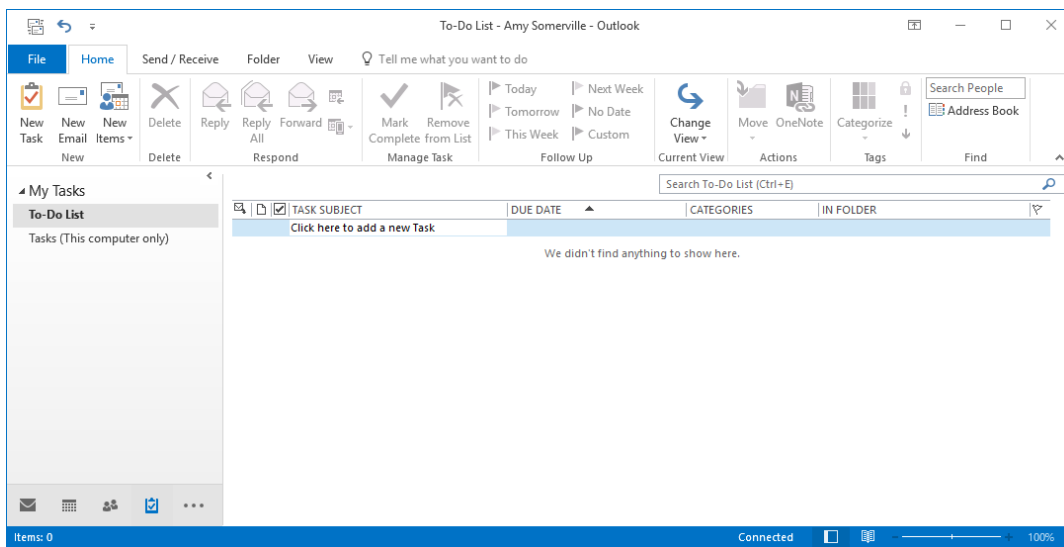 To-Do List - Amy Somerville - Outlook
File Home Send / Receive Folder View Tell me what you want to do
New Task
New Email
New Items
New
Delete
Delete
Reply
Reply All
Forward
Respond
Mark Complete
Remove from List
Manage Task
Today
Tomorrow
This Week
Next Week
No Date
Custom
Follow Up
Change View
Current View
Move
OneNote
Actions
Categorize
Tags
Search People
Address Book
Find
My Tasks
To-Do List
Tasks (This computer only)
Search To-Do List (Ctrl+E)
TASK SUBJECT DUE DATE CATEGORIES IN FOLDER
Click here to add a new Task
We didn't find anything to show here.
Items: 0 Connected 100%